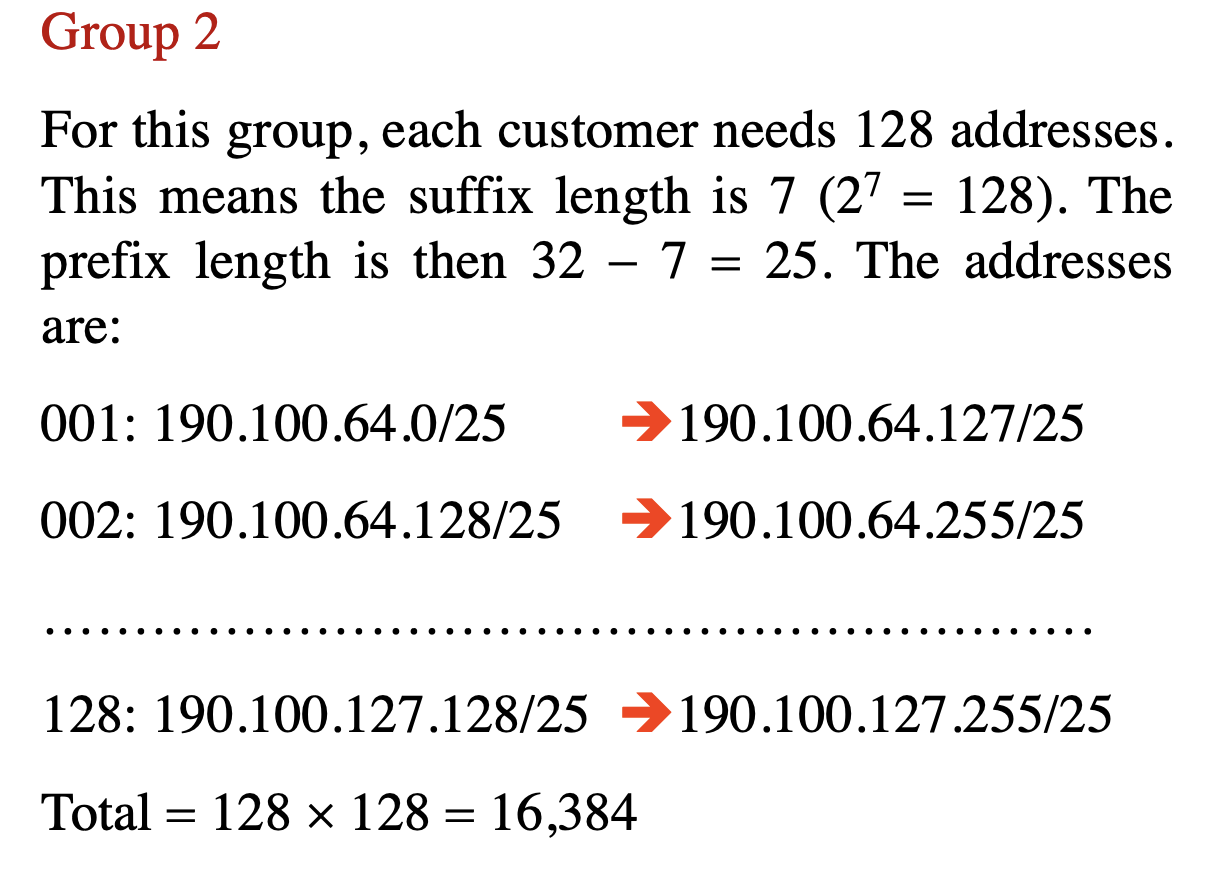 Group 2
For this group, each customer needs 128 addresses.
This means the suffix length is 7 (2⁷ = 128). The
prefix length is then 32 – 7 = 25. The addresses
are:
001: 190.100.64.0/25 ➔190.100.64.127/25
002: 190.100.64.128/25 ➔190.100.64.255/25
…………………………………………………………
128: 190.100.127.128/25 ➔190.100.127.255/25
Total = 128 × 128 = 16,384